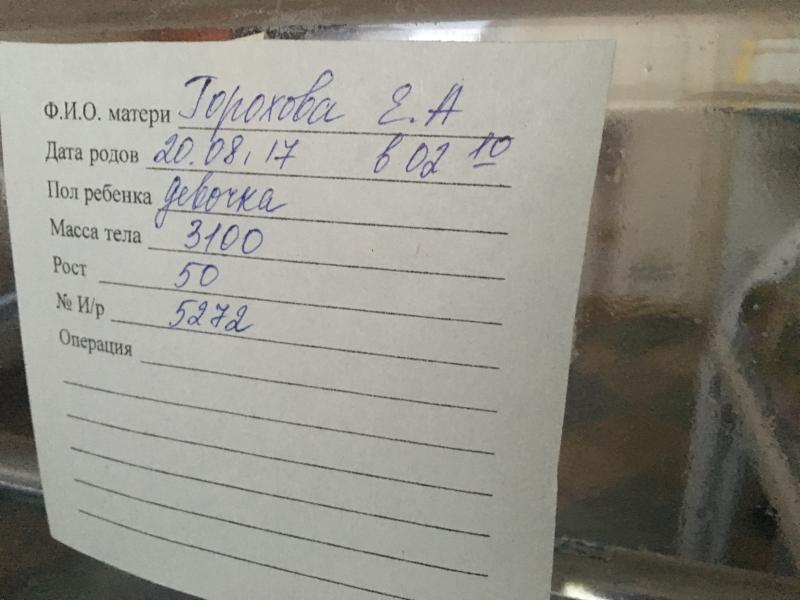 Ф.И.О. матери Горохова Е.А
Дата родов 20.08.17 в 02 10
Пол ребенка девочка
Масса тела 3100
Рост 50
№ И/р 5272
Операция